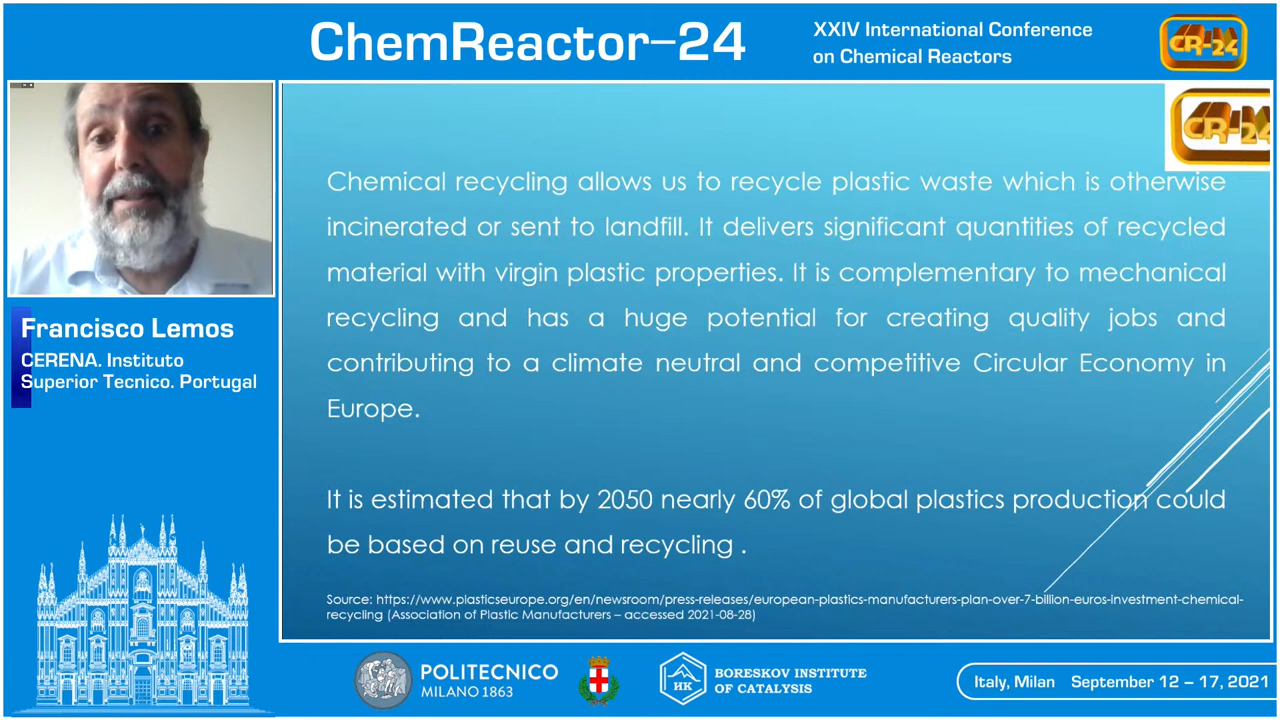 ChemReactor–24
XXIV International Conference
on Chemical Reactors
CR-24
CR-24
Chemical recycling allows us to recycle plastic waste which is otherwise
incinerated or sent to landfill. It delivers significant quantities of recycled
material with virgin plastic properties. It is complementary to mechanical
recycling and has a huge potential for creating quality jobs and
contributing to a climate neutral and competitive Circular Economy in
Europe.
It is estimated that by 2050 nearly 60% of global plastics production could
be based on reuse and recycling .
Source: https://www.plasticseurope.org/en/newsroom/press-releases/european-plastics-manufacturers-plan-over-7-billion-euros-investment-chemical-
recycling (Association of Plastic Manufacturers – accessed 2021-08-28)
Francisco Lemos
CERENA. Instituto
Superior Tecnico. Portugal
POLITECNICO
MILANO 1863
HK
BORESKOV INSTITUTE
OF CATALYSIS
Italy, Milan September 12 – 17, 2021